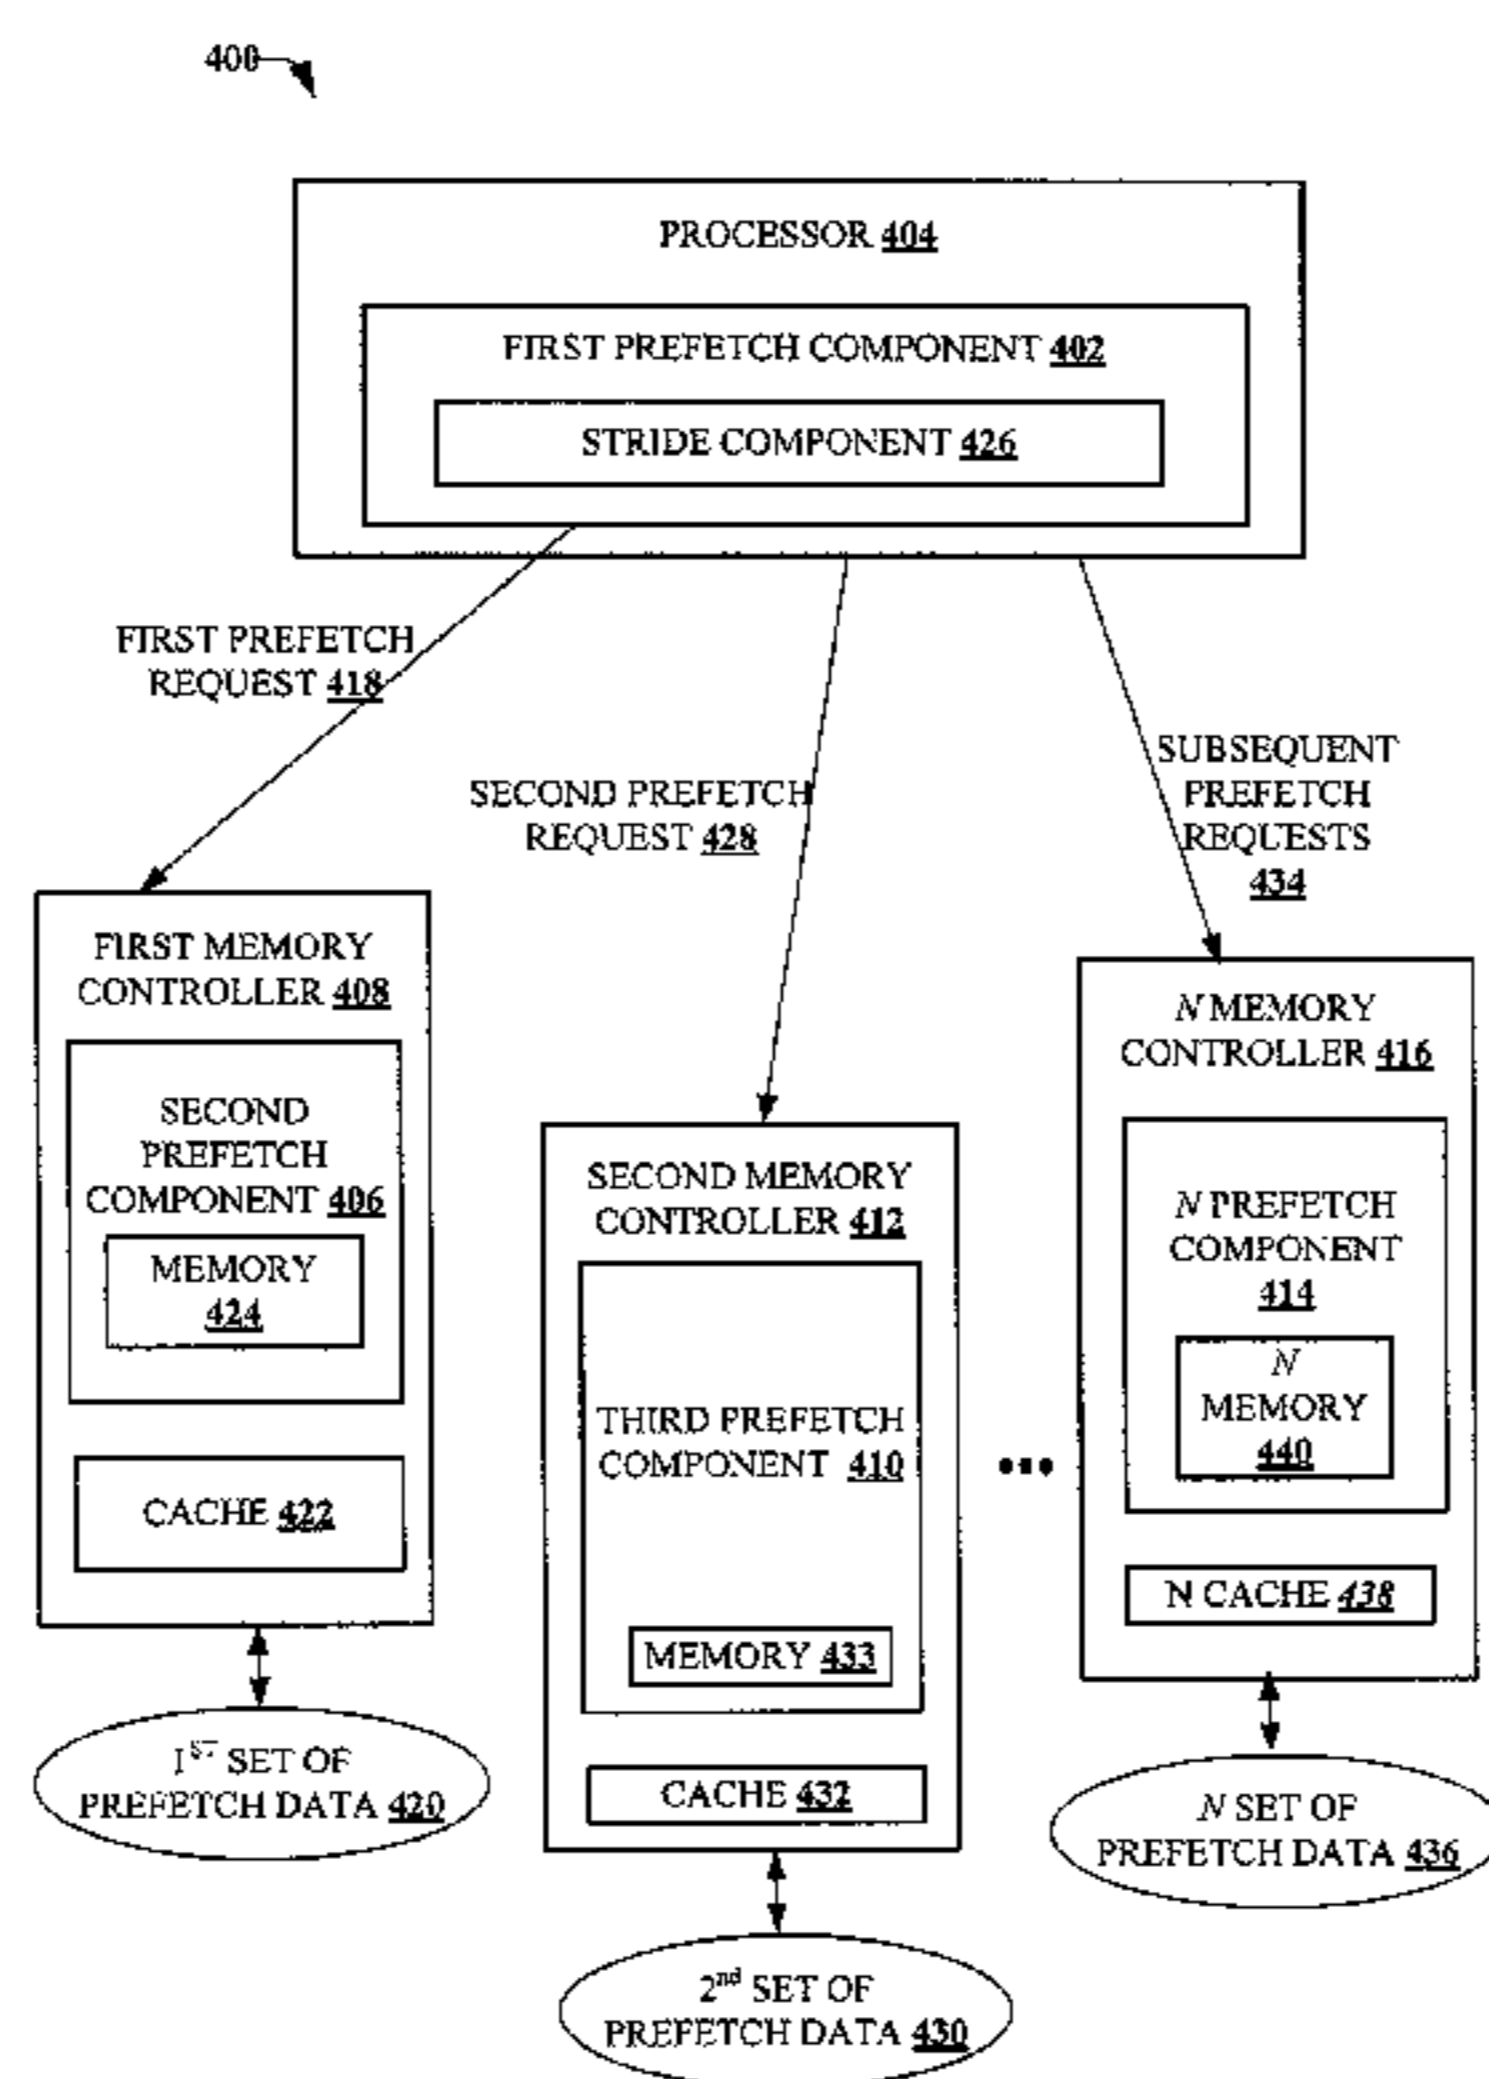 400
PROCESSOR 404
FIRST PREFETCH COMPONENT 402
STRIDE COMPONENT 426
FIRST PREFETCH
REQUEST 418
SECOND PREFETCH
REQUEST 428
SUBSEQUENT
PREFETCH
REQUESTS
434
FIRST MEMORY
CONTROLLER 408
SECOND
PREFETCH
COMPONENT 406
MEMORY
424
CACHE 422
1ST SET OF
PREFETCH DATA 420
SECOND MEMORY
CONTROLLER 412
THIRD PREFETCH
COMPONENT 410
MEMORY 433
CACHE 432
2nd SET OF
PREFETCH DATA 430
•••
N MEMORY
CONTROLLER 416
N PREFETCH
COMPONENT
414
N
MEMORY
440
N CACHE 438
N SET OF
PREFETCH DATA 436